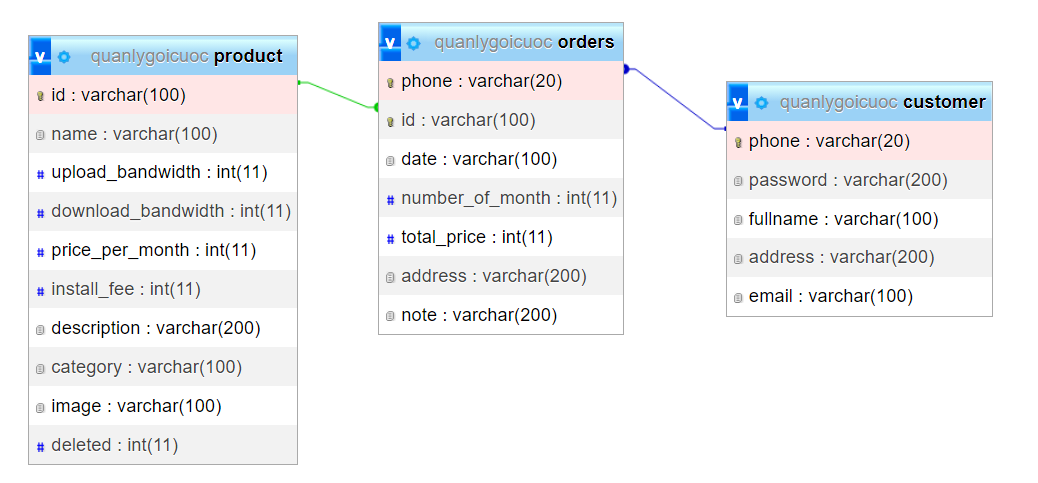 v quanlygoicuoc product
id : varchar(100)
name : varchar(100)
upload_bandwidth : int(11)
download_bandwidth : int(11)
price_per_month : int(11)
install_fee : int(11)
description : varchar(200)
category : varchar(100)
image : varchar(100)
deleted : int(11)
v quanlygoicuoc orders
phone : varchar(20)
id : varchar(100)
date : varchar(100)
number_of_month : int(11)
total_price : int(11)
address : varchar(200)
note : varchar(200)
v quanlygoicuoc customer
phone : varchar(20)
password : varchar(200)
fullname : varchar(100)
address : varchar(200)
email : varchar(100)